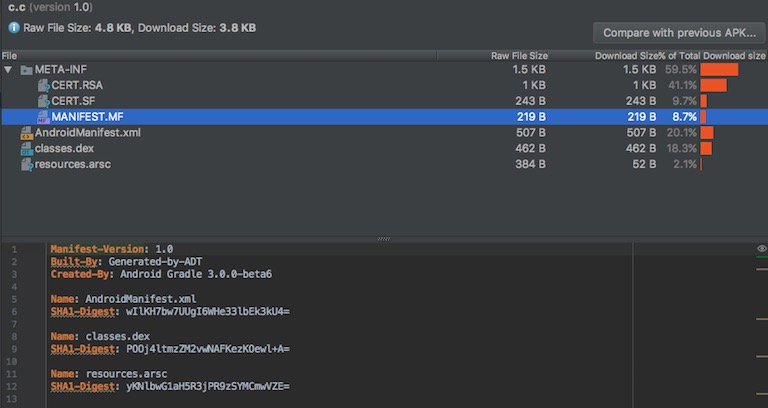 c.c (version 1.0)
Raw File Size: 4.8 KB, Download Size: 3.8 KB
Compare with previous APK...
File Raw File Size Download Size % of Total Download size
META-INF 1.5 KB 1.5 KB 59.5%
CERT.RSA 1 KB 1 KB 41.1%
CERT.SF 243 B 243 B 9.7%
MANIFEST.MF 219 B 219 B 8.7%
AndroidManifest.xml 507 B 507 B 20.1%
classes.dex 462 B 462 B 18.3%
resources.arsc 384 B 52 B 2.1%
1 Manifest-Version: 1.0
2 Built-By: Generated-by-ADT
3 Created-By: Android Gradle 3.0.0-beta6
4
5 Name: AndroidManifest.xml
6 SHA1-Digest: wIlKH7bw7UUgI6WHe33lbEk3kU4=
7
8 Name: classes.dex
9 SHA1-Digest: POOj4ltmzZM2vwNAFKezKOewl+A=
10
11 Name: resources.arsc
12 SHA1-Digest: yKNlbwG1aH5R3jPR9zSYMCmwVZE=
13